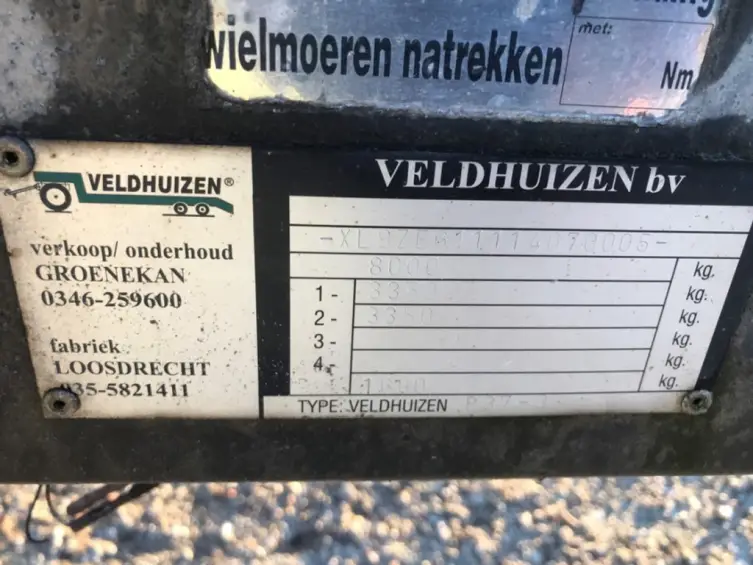 wielmoeren natrekken
met:
Nm
VELDHUIZEN®
verkoop/ onderhoud
GROENEKAN
0346-259600
fabriek
LOOSDRECHT
035-5821411
VELDHUIZEN bv
8000 kg.
1- kg.
2- kg.
3- kg.
4- kg.
kg.
TYPE: VELDHUIZEN